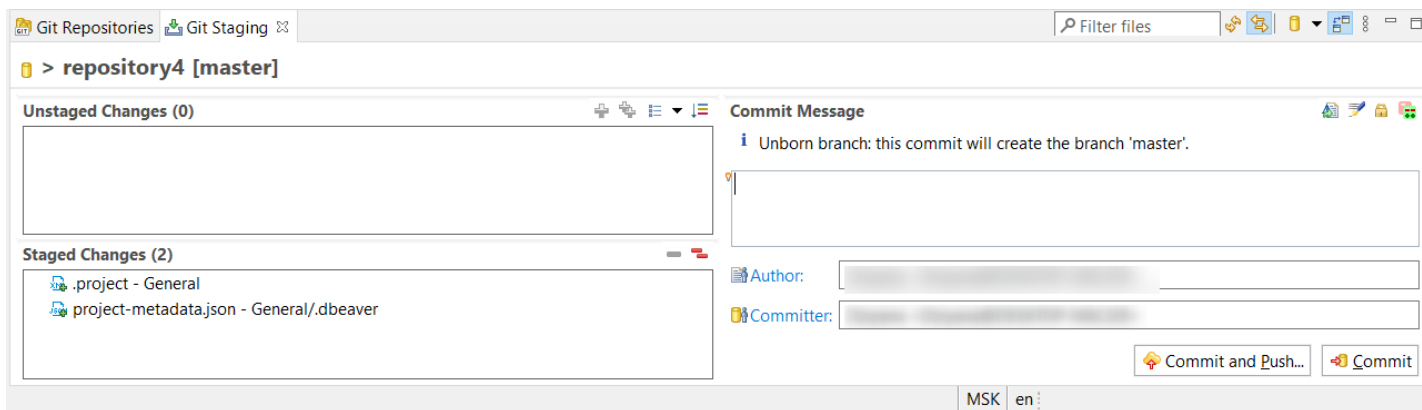 Git Repositories Git Staging Filter files
> repository4 [master]
Unstaged Changes (0)
Commit Message
Unborn branch: this commit will create the branch 'master'.
Staged Changes (2)
.project - General
project-metadata.json - General/.dbeaver
Author:
Committer:
Commit and Push... Commit
MSK en